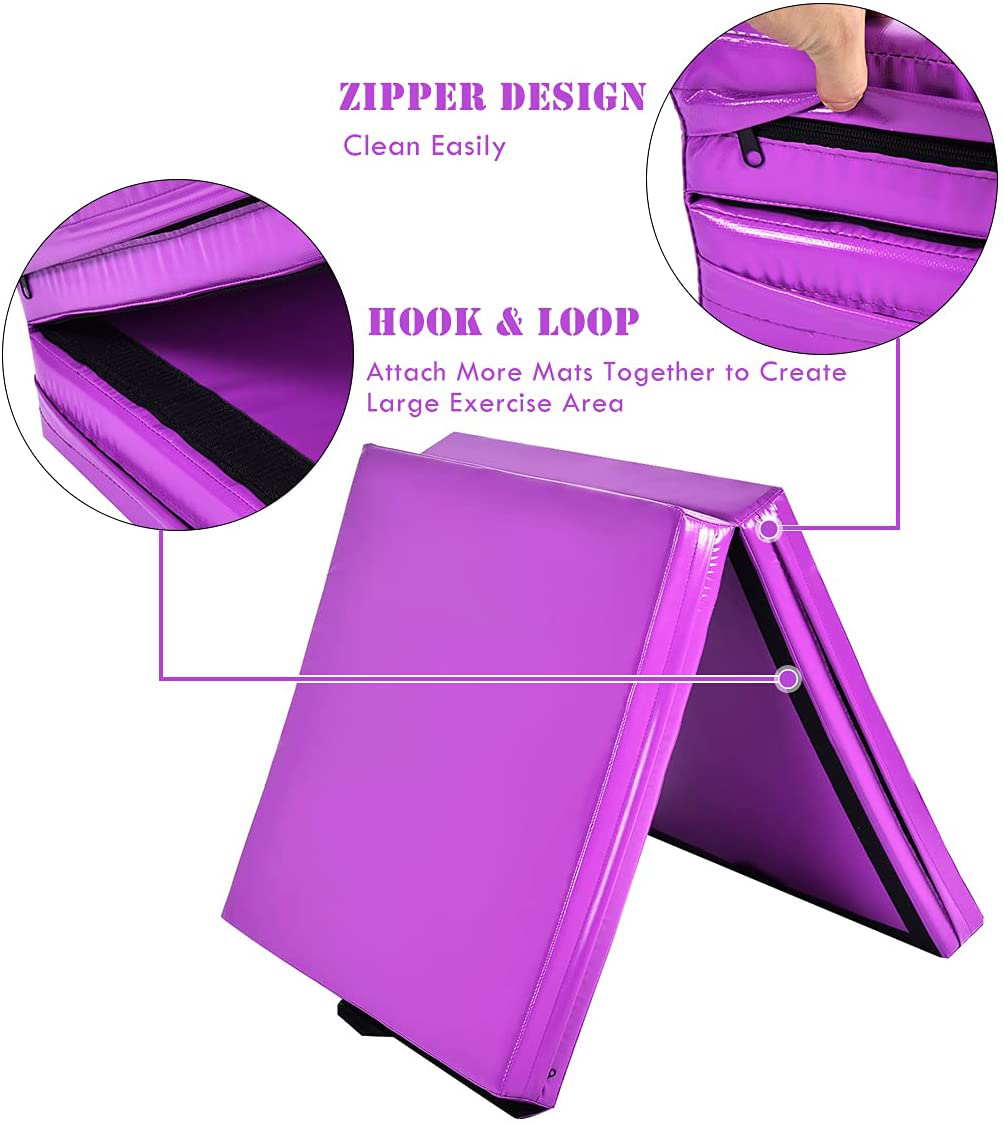 ZIPPER DESIGN
Clean Easily
HOOK & LOOP
Attach More Mats Together to Create
Large Exercise Area